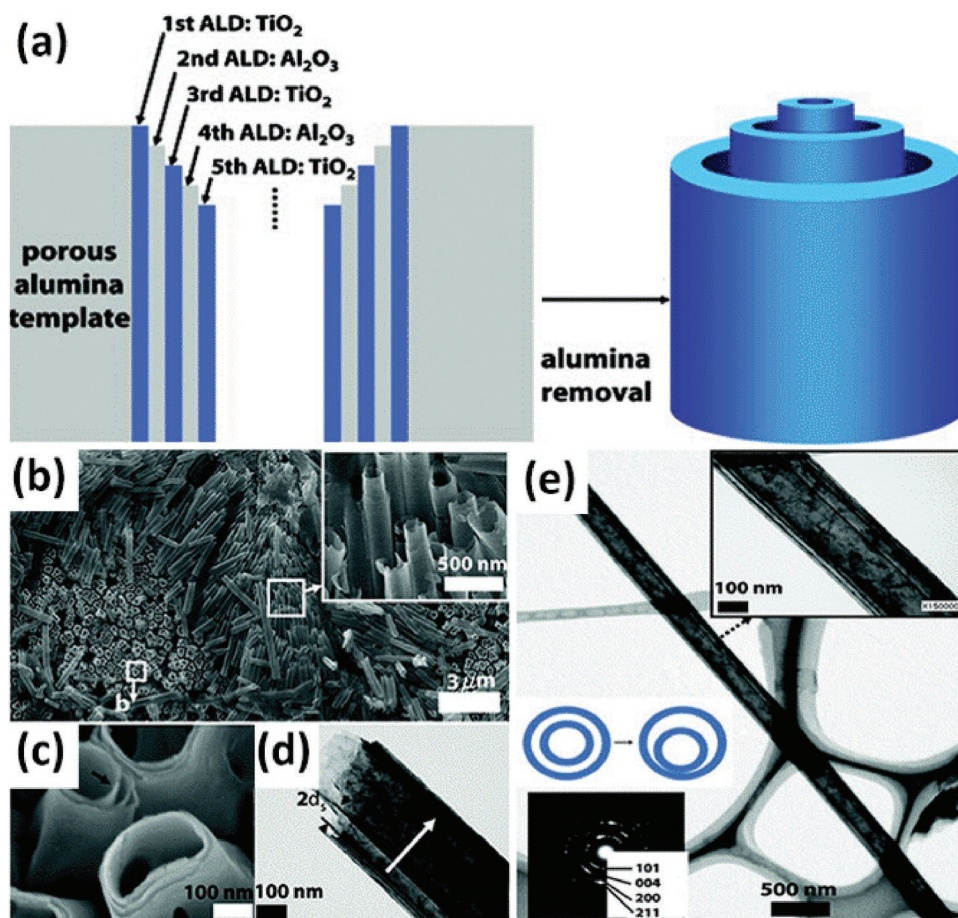 (a)
1st ALD: TiO₂
2nd ALD: Al₂O₃
3rd ALD: TiO₂
4th ALD: Al₂O₃
5th ALD: TiO₂
porous
alumina
template
alumina
removal
(b)
500 nm
3 μm
b
(c)
100 nm
(d)
2d
100 nm
(e)
100 nm
X150000
101
004
200
211
500 nm